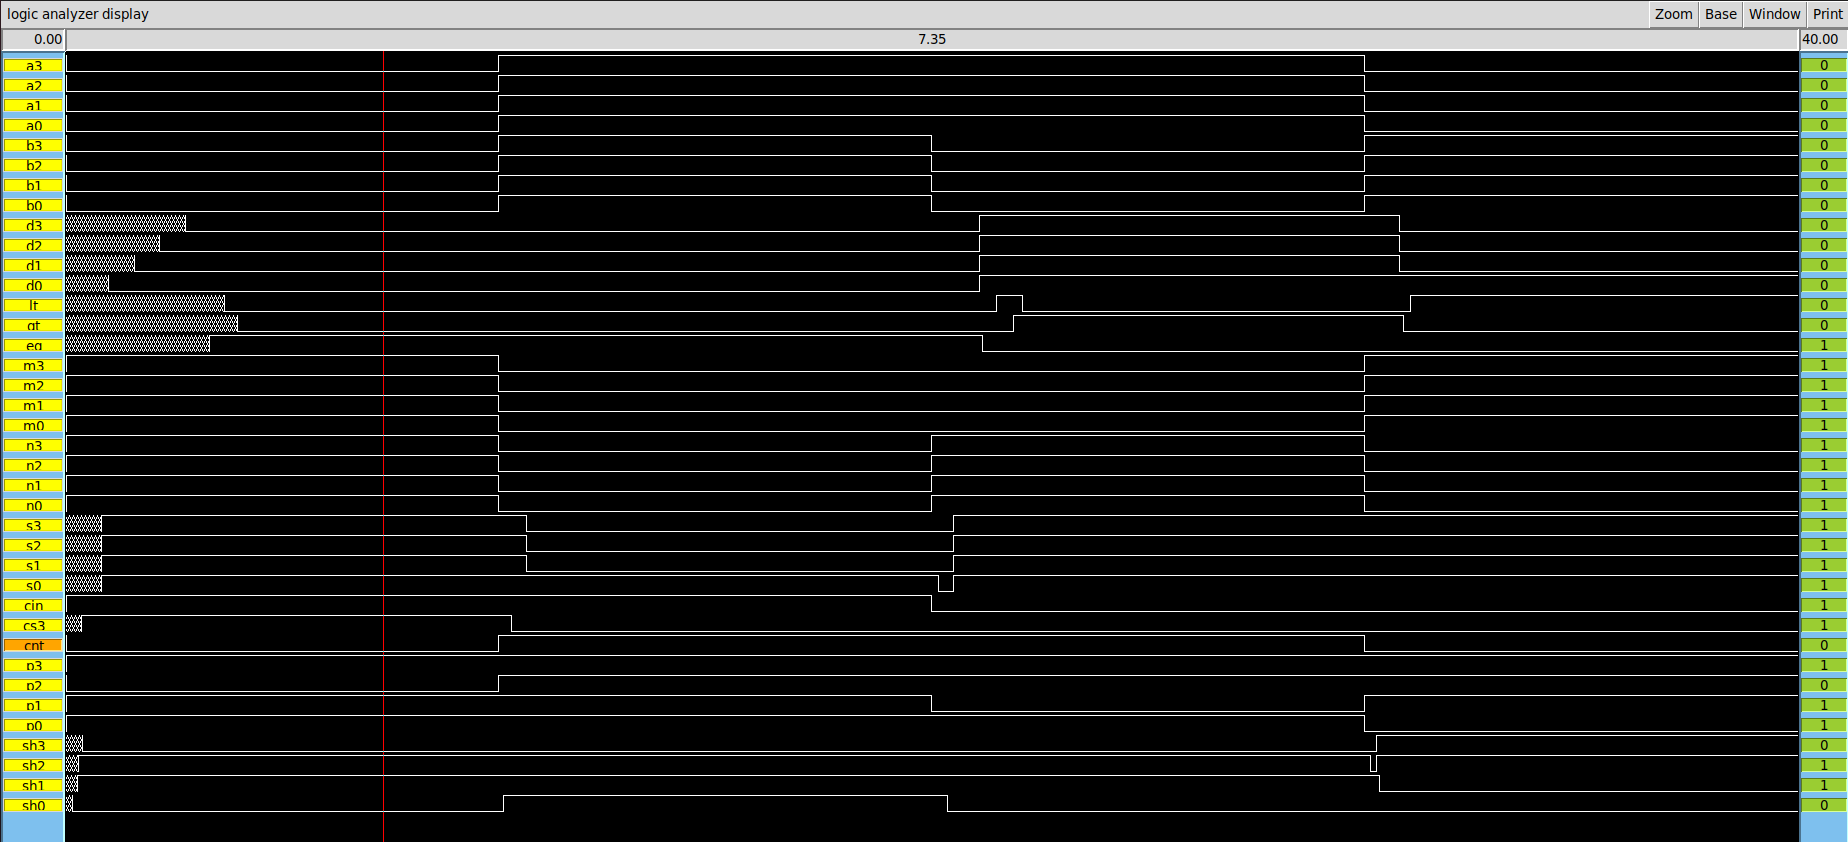 logic analyzer display Zoom Base Window Print
0.00 7.35 40.00
a3 0
a2 0
a1 0
a0 0
b3 0
b2 0
b1 0
b0 0
d3 0
d2 0
d1 0
d0 0
lt 0
gt 0
eq 1
m3 1
m2 1
m1 1
m0 1
n3 1
n2 1
n1 1
n0 1
s3 1
s2 1
s1 1
s0 1
cin 1
cs3 1
cnt 0
p3 1
p2 0
p1 1
p0 1
sh3 0
sh2 1
sh1 1
sh0 0